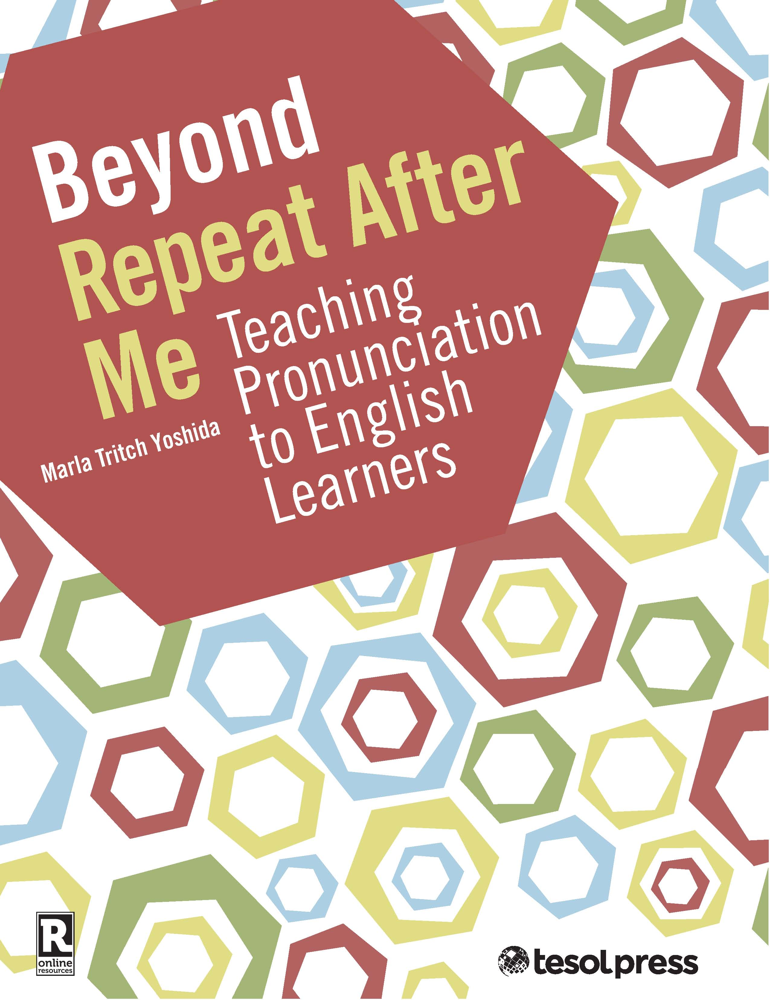 Beyond
Repeat After
Me
Teaching
Pronunciation
to English
Learners
Marla Tritch Yoshida
R
online
resources
tesolpress